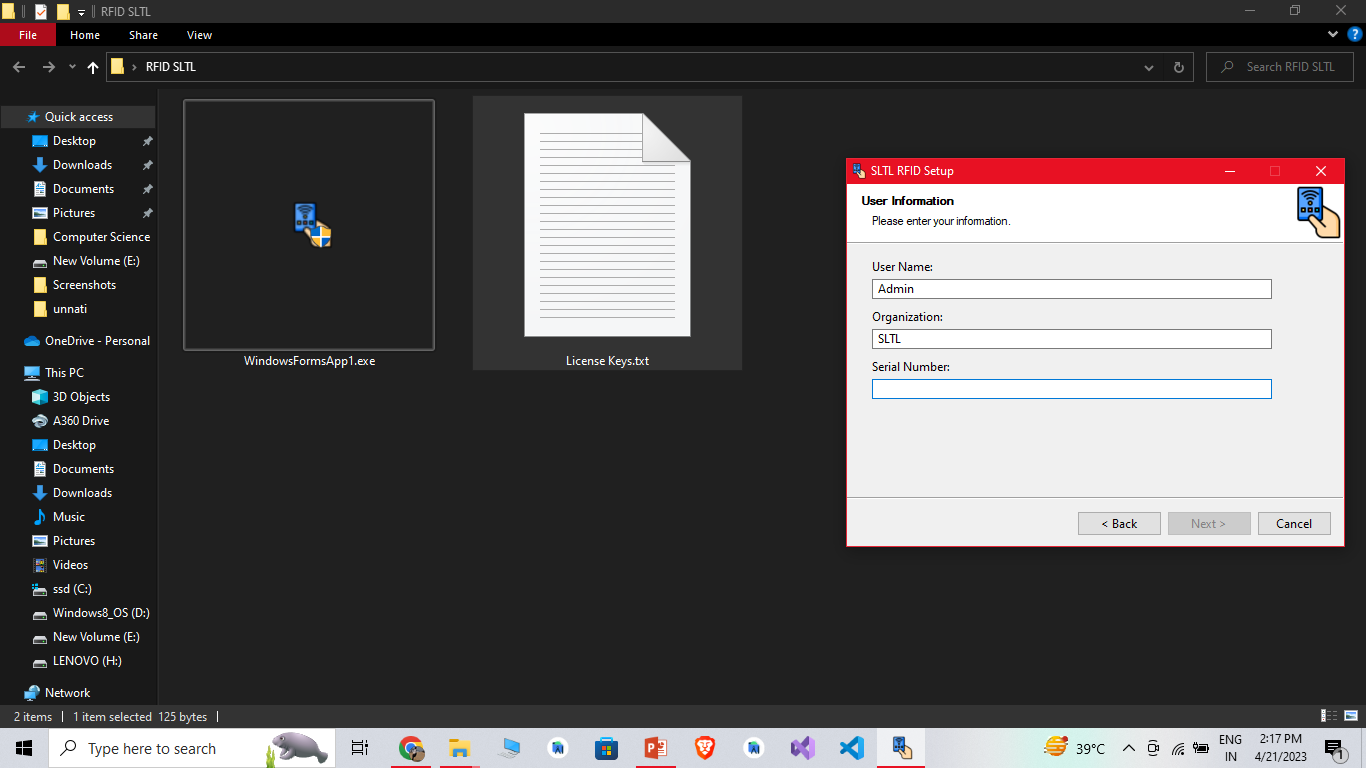 RFID SLTL
File Home Share View
RFID SLTL
Search RFID SLTL
Quick access
Desktop
Downloads
Documents
Pictures
Computer Science
New Volume (E:)
Screenshots
unnati
OneDrive - Personal
This PC
3D Objects
A360 Drive
Desktop
Documents
Downloads
Music
Pictures
Videos
ssd (C:)
Windows8_OS (D:)
New Volume (E:)
LENOVO (H:)
Network
WindowsFormsApp1.exe
License Keys.txt
SLTL RFID Setup
User Information
Please enter your information.
User Name:
Admin
Organization:
SLTL
Serial Number:
< Back Next > Cancel
2 items 1 item selected 125 bytes
Type here to search
39°C
ENG
IN
2:17 PM
4/21/2023
1